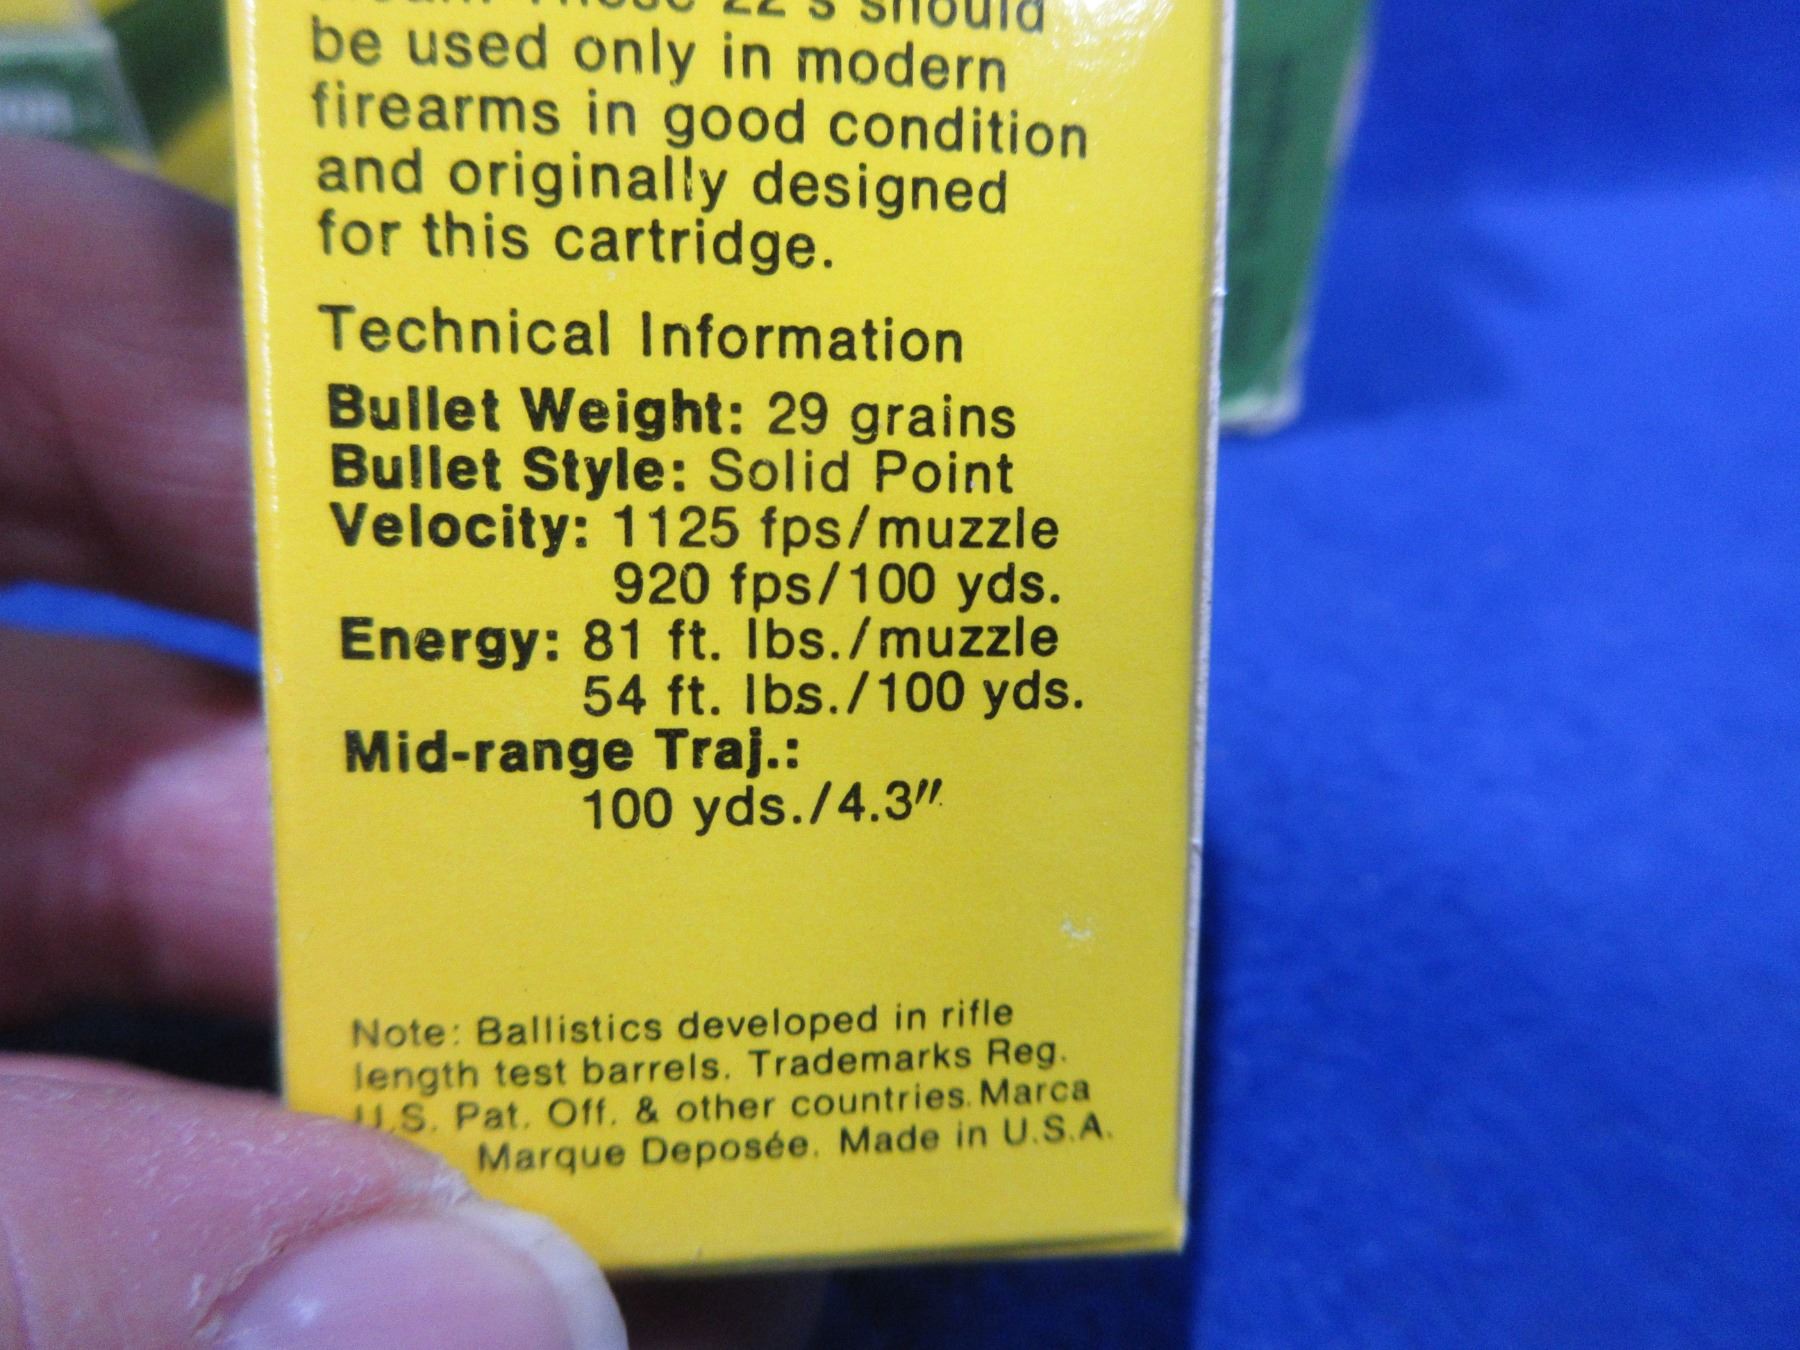 These 22's should
be used only in modern
firearms in good condition
and originally designed
for this cartridge.
Technical Information
Bullet Weight: 29 grains
Bullet Style: Solid Point
Velocity: 1125 fps/muzzle
920 fps/100 yds.
Energy: 81 ft. lbs./muzzle
54 ft. lbs./100 yds.
Mid-range Traj.:
100 yds./4.3″
Note: Ballistics developed in rifle
length test barrels. Trademarks Reg.
U.S. Pat. Off. & other countries. Marca
Marque Deposée. Made in U.S.A.